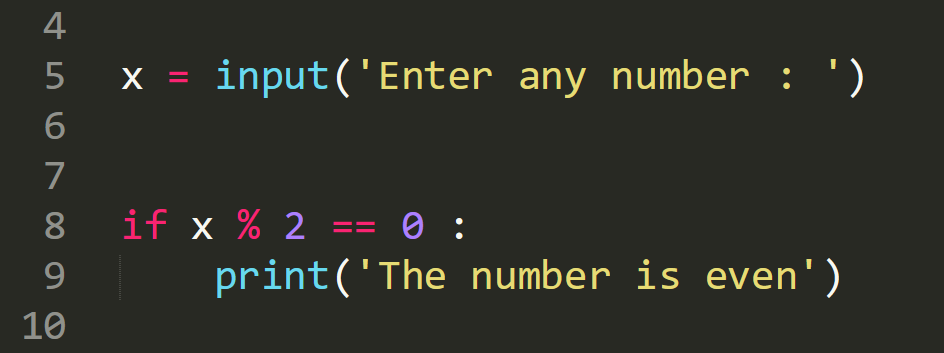 4
5 x = input('Enter any number : ')
6
7
8 if x % 2 == 0 :
9     print('The number is even')
10